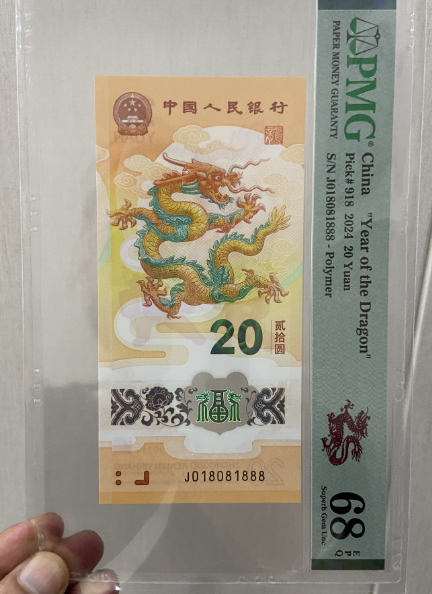 中国人民银行
20
贰拾圆
J018081888
PMG
PAPER MONEY GUARANTY
China "Year of the Dragon"
Pick# 918 2024 20 Yuan
S/N J018081888 - Polymer
68
EPQ
Superb Gem Unc